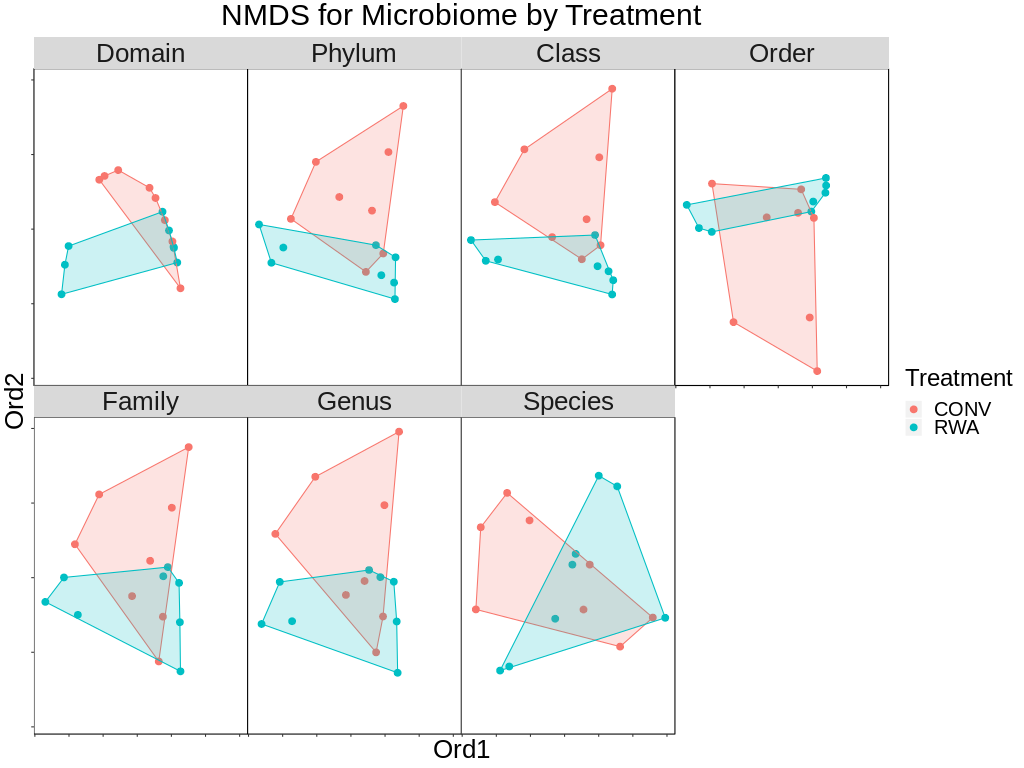 NMDS for Microbiome by Treatment
Domain
Phylum
Class
Order
Ord2
Family
Genus
Species
Treatment
CONV
RWA
Ord1